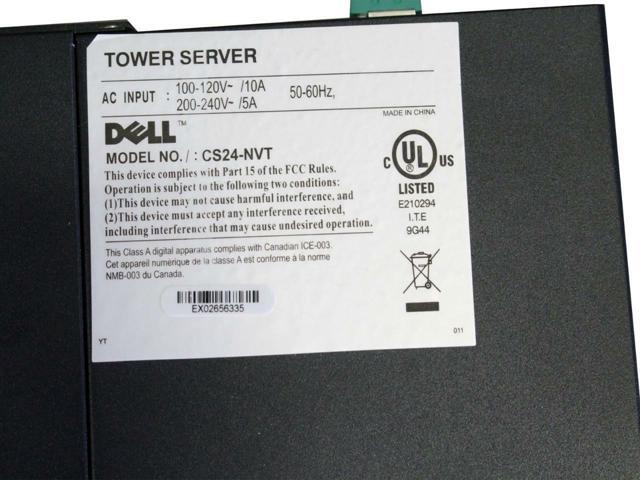 TOWER SERVER
AC INPUT : 100-120V~ /10A 50-60Hz,
200-240V~ /5A
MADE IN CHINA
DELL™
MODEL NO./ : CS24-NVT
This device complies with Part 15 of the FCC Rules.
Operation is subject to the following two conditions:
(1)This device may not cause harmful interference, and
(2)This device must accept any interference received,
including interference that may cause undesired operation.
This Class A digital apparatus complies with Canadian ICE-003.
Cet appareil numérique de la classe A est conforme à la norme
NMB-003 du Canada.
EX02656335
YT
C UL US
LISTED
E210294
I.T.E
9G44
011